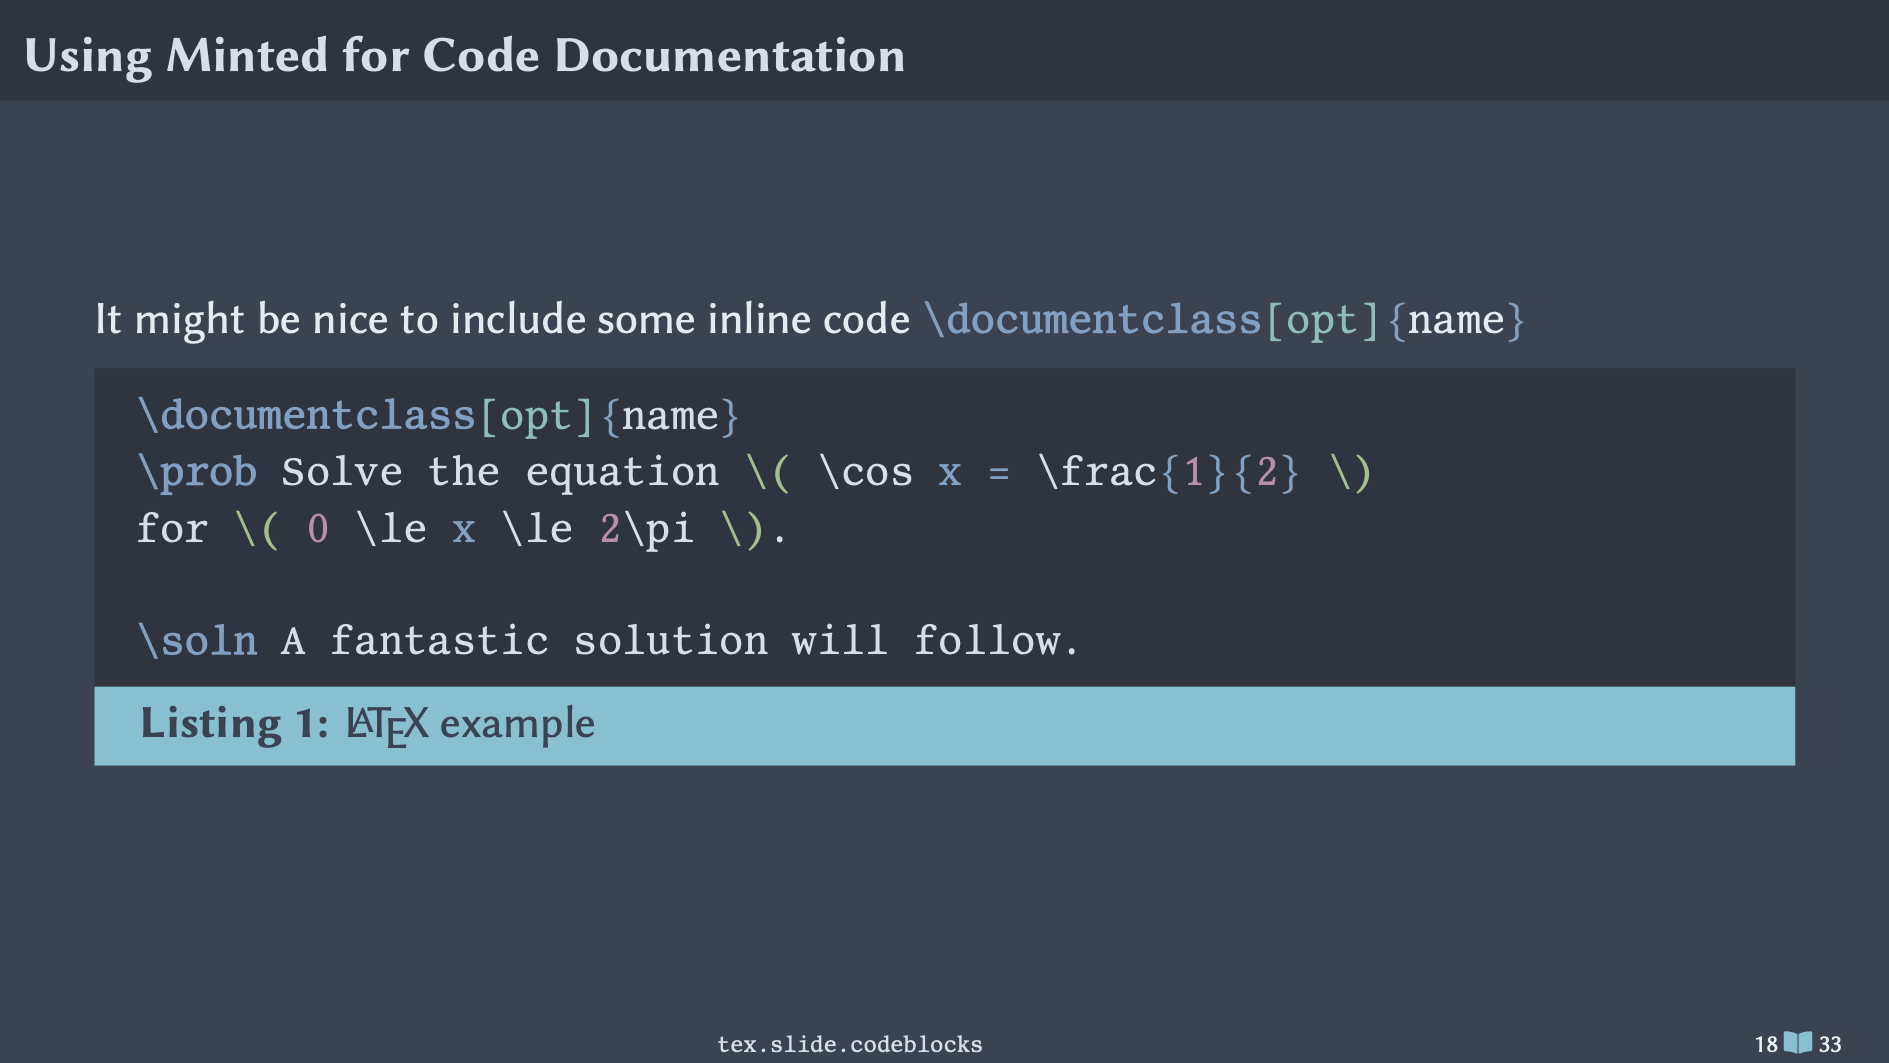 Using Minted for Code Documentation
It might be nice to include some inline code \documentclass[opt]{name}
\documentclass[opt]{name}
\prob Solve the equation \( \cos x = \frac{1}{2} \)
for \( 0 \le x \le 2\pi \).
\soln A fantastic solution will follow.
Listing 1: LATEX example
tex.slide.codeblocks
18 33